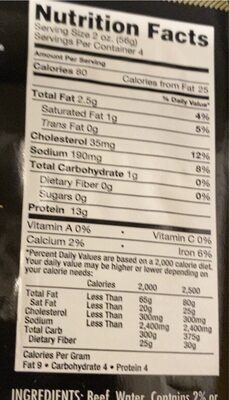 Nutrition Facts
Serving Size 2 oz. (56g)
Servings Per Container 4
Amount Per Serving
Calories 80 Calories from Fat 25
% Daily Value*
Total Fat 2.5g 4%
Saturated Fat 1g 5%
Trans Fat 0g
Cholesterol 35mg 12%
Sodium 190mg 8%
Total Carbohydrate 1g 0%
Dietary Fiber 0g 0%
Sugars 0g
Protein 13g
Vitamin A 0% • Vitamin C 0%
Calcium 2% • Iron 6%
*Percent Daily Values are based on a 2,000 calorie diet.
Your daily value may be higher or lower depending on
your calorie needs:
Calories 2,000 2,500
Total Fat Less Than 65g 80g
Sat Fat Less Than 20g 25g
Cholesterol Less Than 300mg 300mg
Sodium Less Than 2,400mg 2,400mg
Total Carb 300g 375g
Dietary Fiber 25g 30g
Calories Per Gram
Fat 9 • Carbohydrate 4 • Protein 4
INGREDIENTS: Beef, Water, Contains 2% or